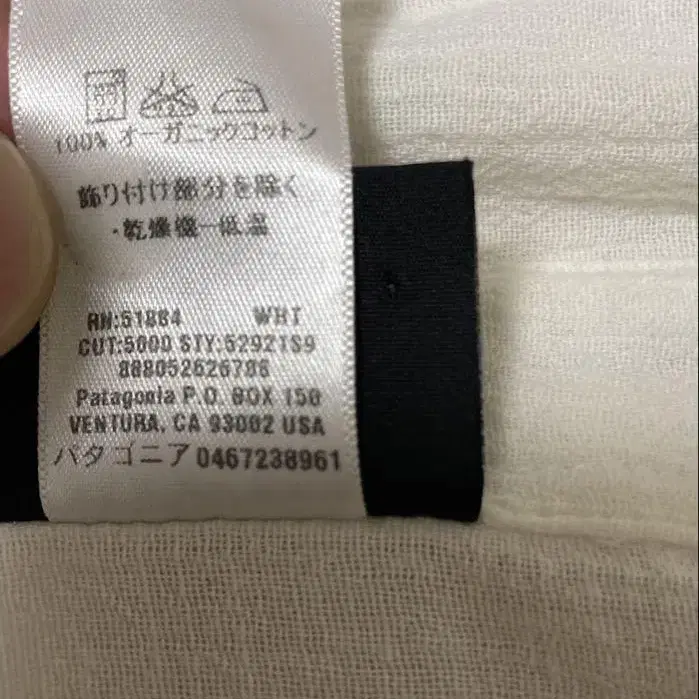 100% オーガニックコットン
飾り付け部分を除く
・乾燥機一低温
RN:51884 WHT
CUT:5000 STY:52921S9
888052626786
Patagonia P.O. BOX 150
VENTURA, CA 93002 USA
パタゴニア 0467238961